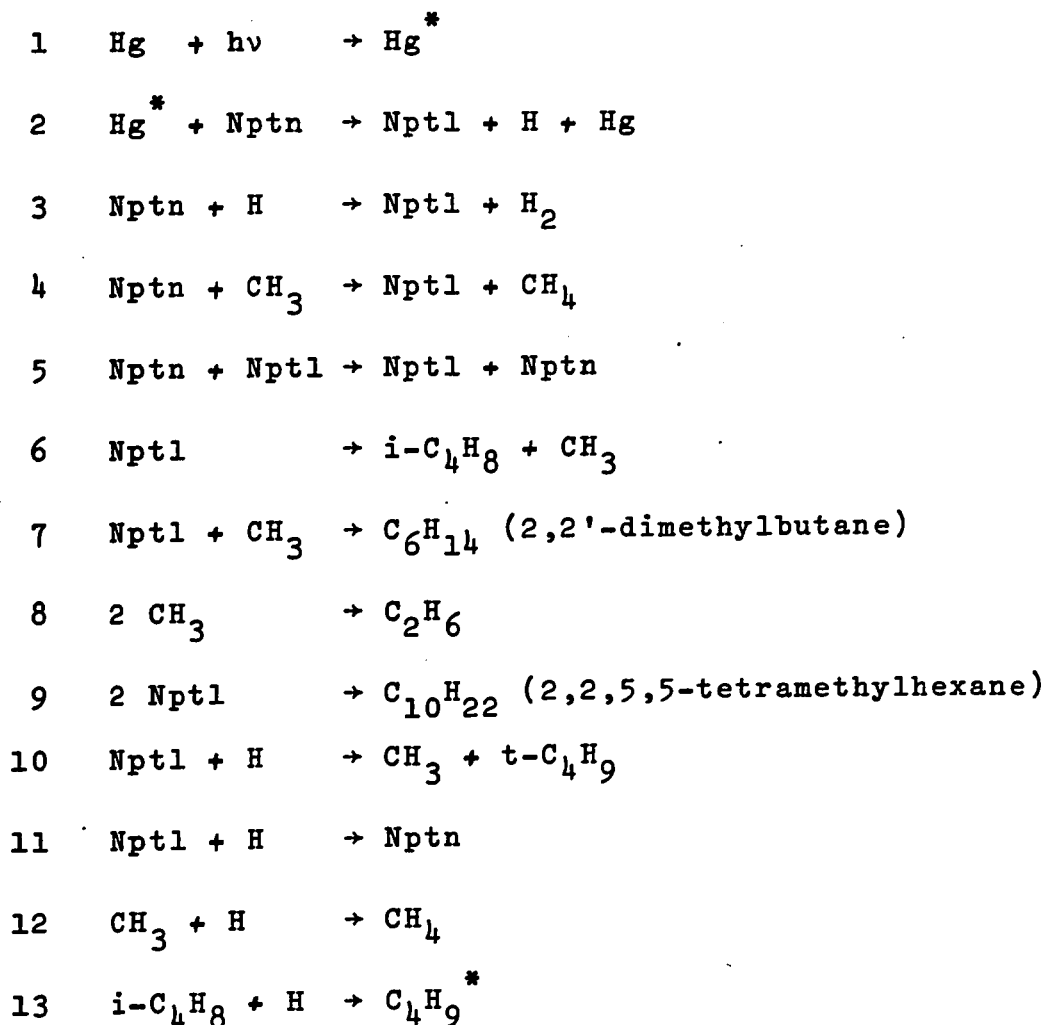 1 Hg + hν → Hg*
2 Hg* + Nptn → Nptl + H + Hg
3 Nptn + H → Nptl + H₂
4 Nptn + CH₃ → Nptl + CH₄
5 Nptn + Nptl → Nptl + Nptn
6 Nptl → i-C₄H₈ + CH₃
7 Nptl + CH₃ → C₆H₁₄ (2,2'-dimethylbutane)
8 2 CH₃ → C₂H₆
9 2 Nptl → C₁₀H₂₂ (2,2,5,5-tetramethylhexane)
10 Nptl + H → CH₃ + t-C₄H₉
11 Nptl + H → Nptn
12 CH₃ + H → CH₄
13 i-C₄H₈ + H → C₄H₉*